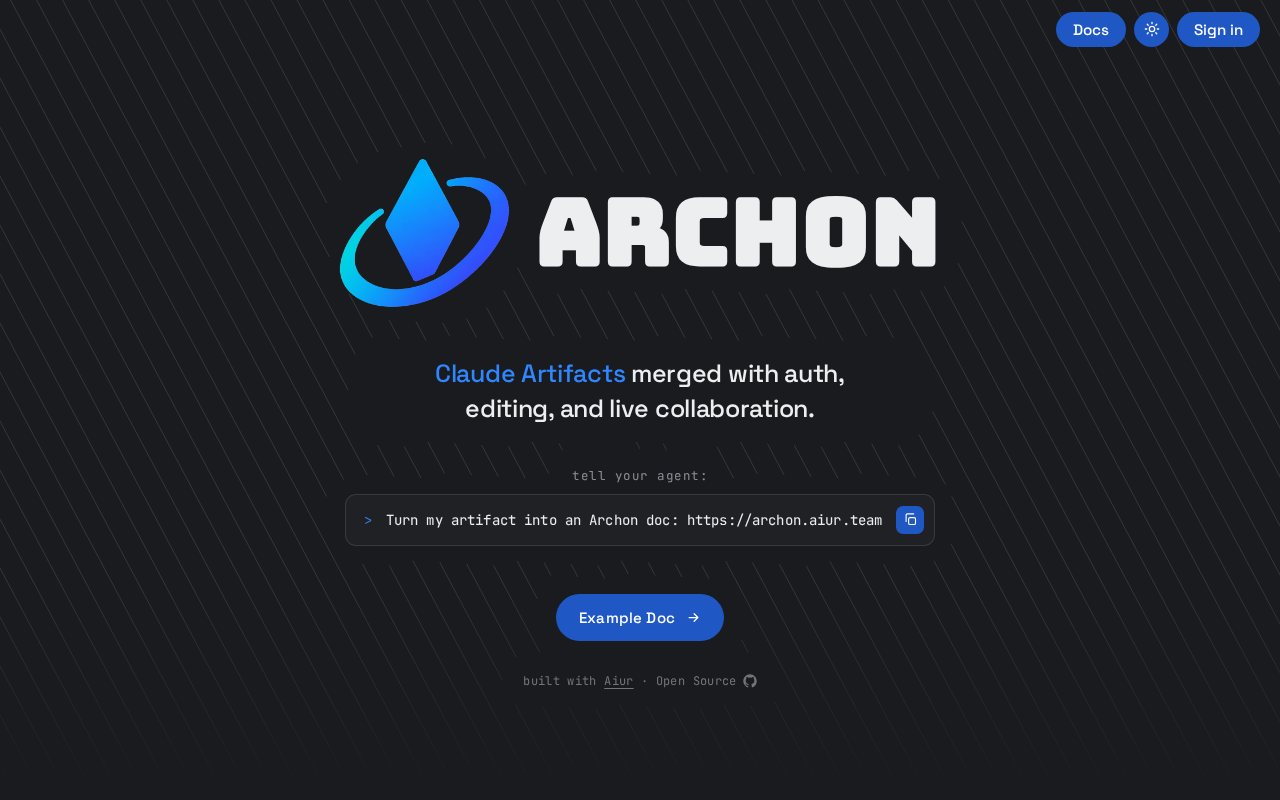 Docs
Sign in
ARCHON
Claude Artifacts merged with auth,
editing, and live collaboration.
tell your agent:
> Turn my artifact into an Archon doc: https://archon.aiur.team
Example Doc →
built with Aiur · Open Source